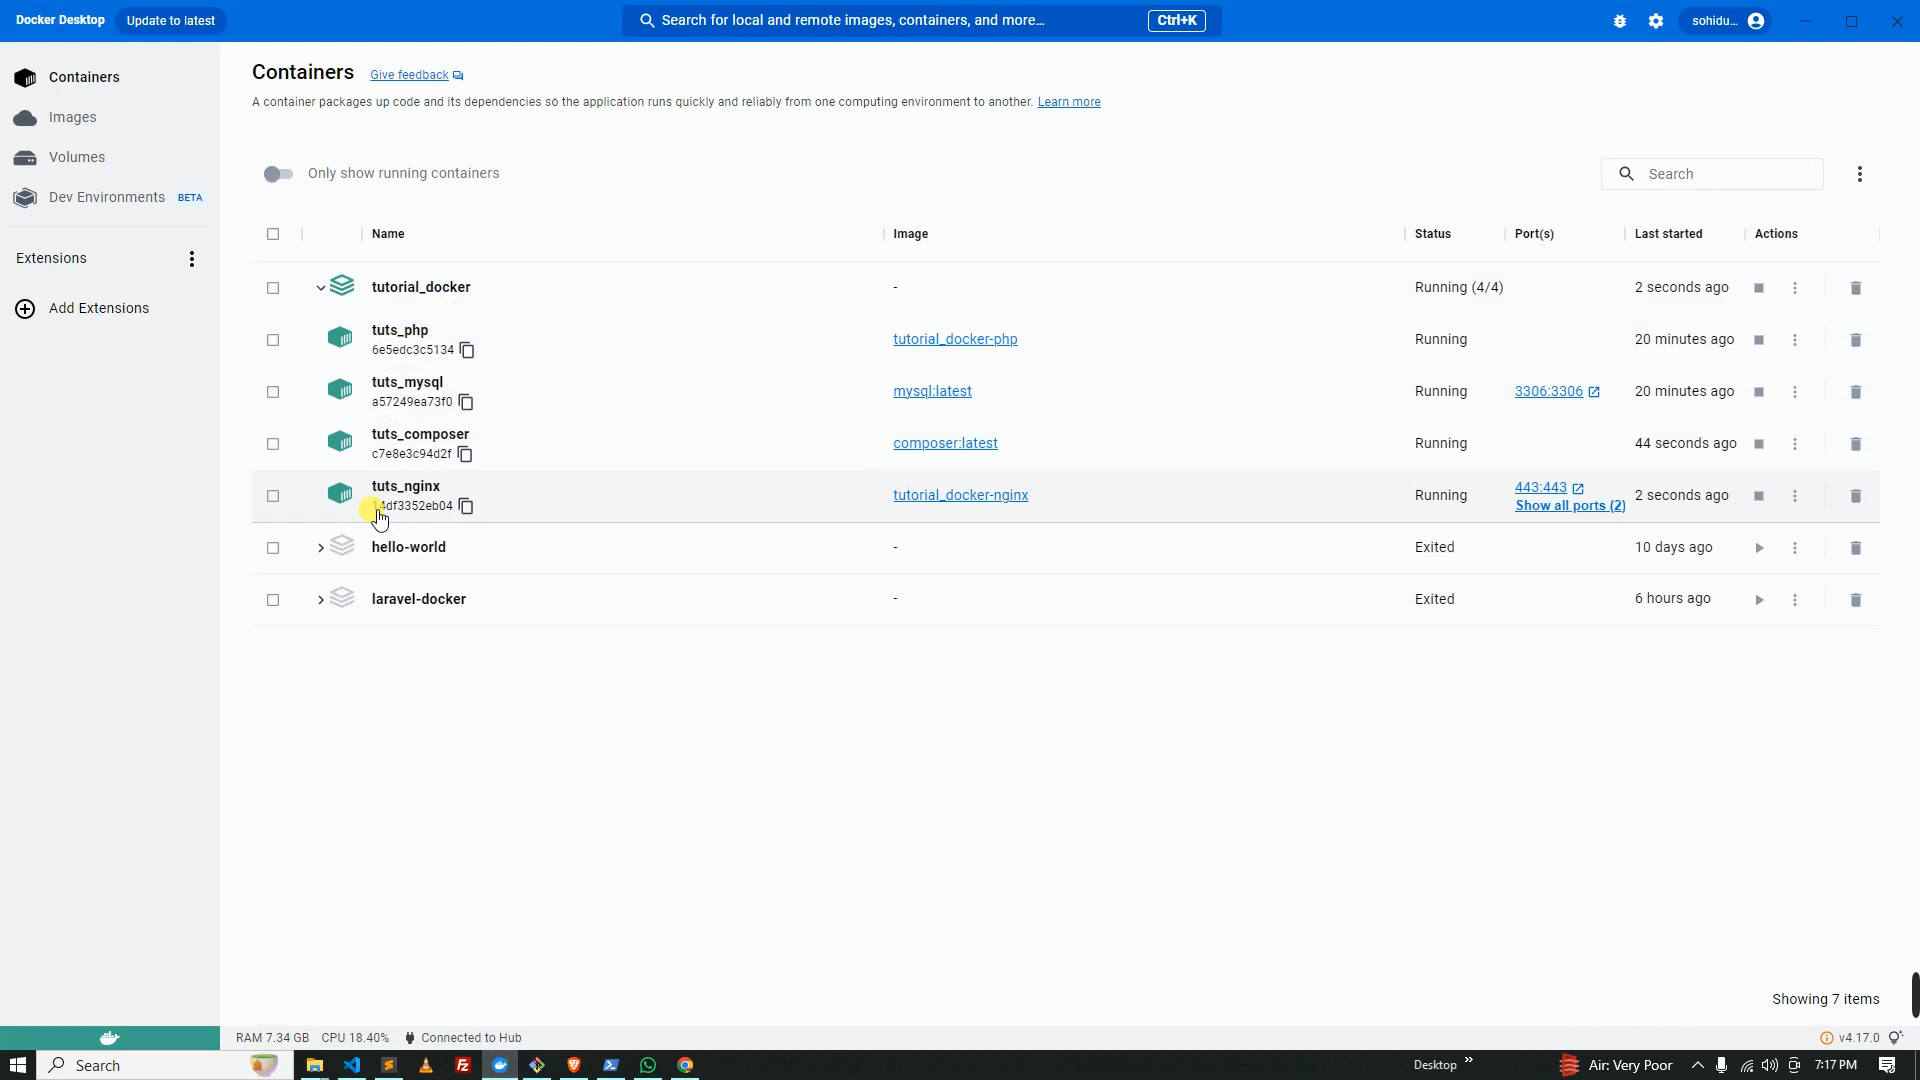 Docker Desktop Update to latest Search for local and remote images, containers, and more... Ctrl+K sohidu...
Containers
Images
Volumes
Dev Environments BETA
Extensions
Add Extensions
Containers Give feedback
A container packages up code and its dependencies so the application runs quickly and reliably from one computing environment to another. Learn more
Only show running containers Search
Name Image Status Port(s) Last started Actions
tutorial_docker - Running (4/4) 2 seconds ago
tuts_php
6e5edc3c5134
tutorial_docker-php Running 20 minutes ago
tuts_mysql
a57249ea73f0
mysql:latest Running 3306:3306 20 minutes ago
tuts_composer
c7e8e3c94d2f
composer:latest Running 44 seconds ago
tuts_nginx
14df3352eb04
tutorial_docker-nginx Running 443:443 2 seconds ago
Show all ports (2)
hello-world - Exited 10 days ago
laravel-docker - Exited 6 hours ago
Showing 7 items
RAM 7.34 GB CPU 18.40% Connected to Hub v4.17.0
Search Desktop » Air: Very Poor 7:17 PM